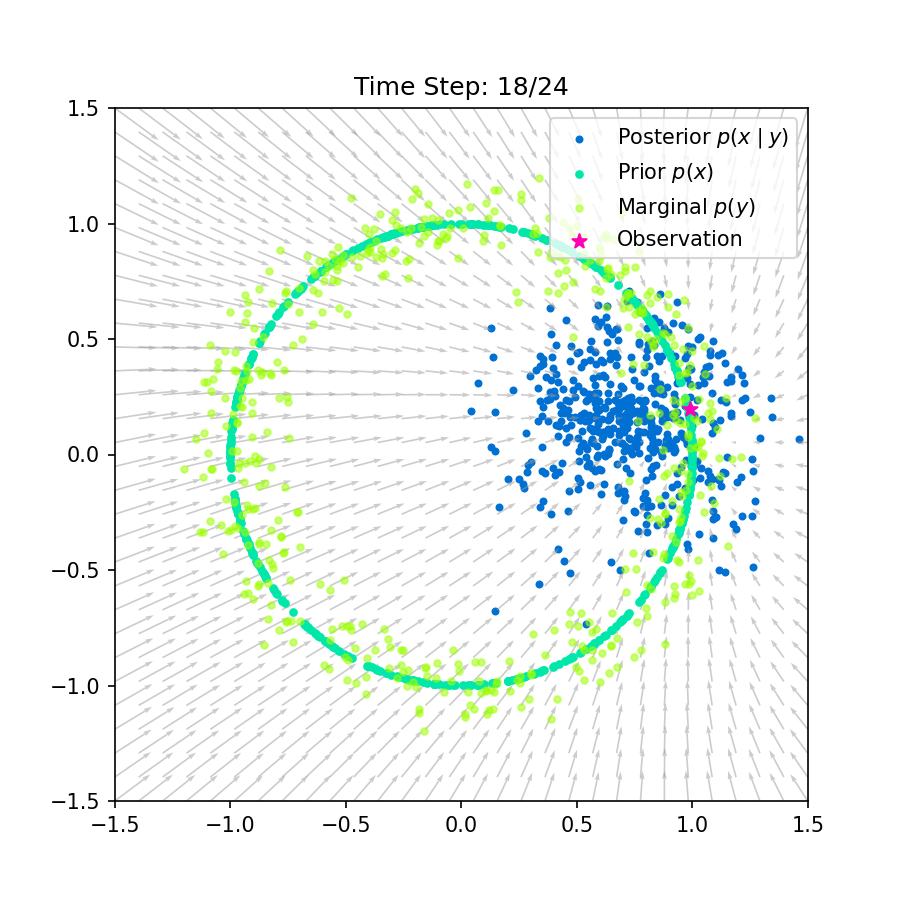 Time Step: 18/24
Posterior p(x | y)
Prior p(x)
Marginal p(y)
Observation
1.5
1.0
0.5
0.0
−0.5
−1.0
−1.5
−1.5 −1.0 −0.5 0.0 0.5 1.0 1.5